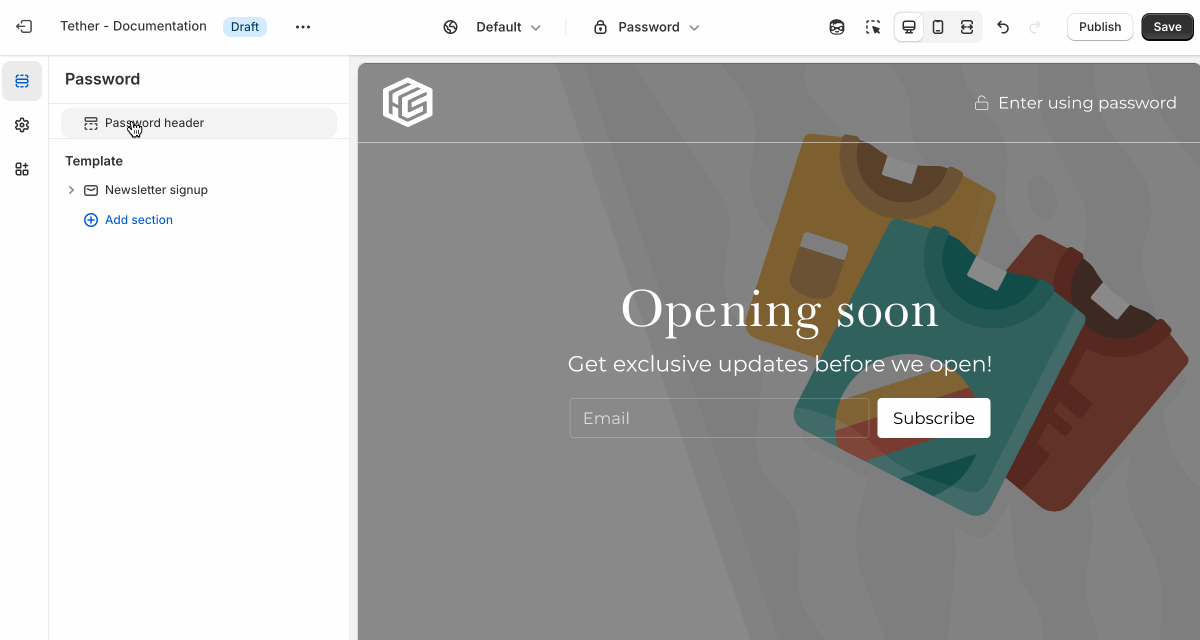 Tether - Documentation Draft Default Password Publish Save
Password
Password header
Template
Newsletter signup
Add section
Enter using password
Opening soon
Get exclusive updates before we open!
Email Subscribe